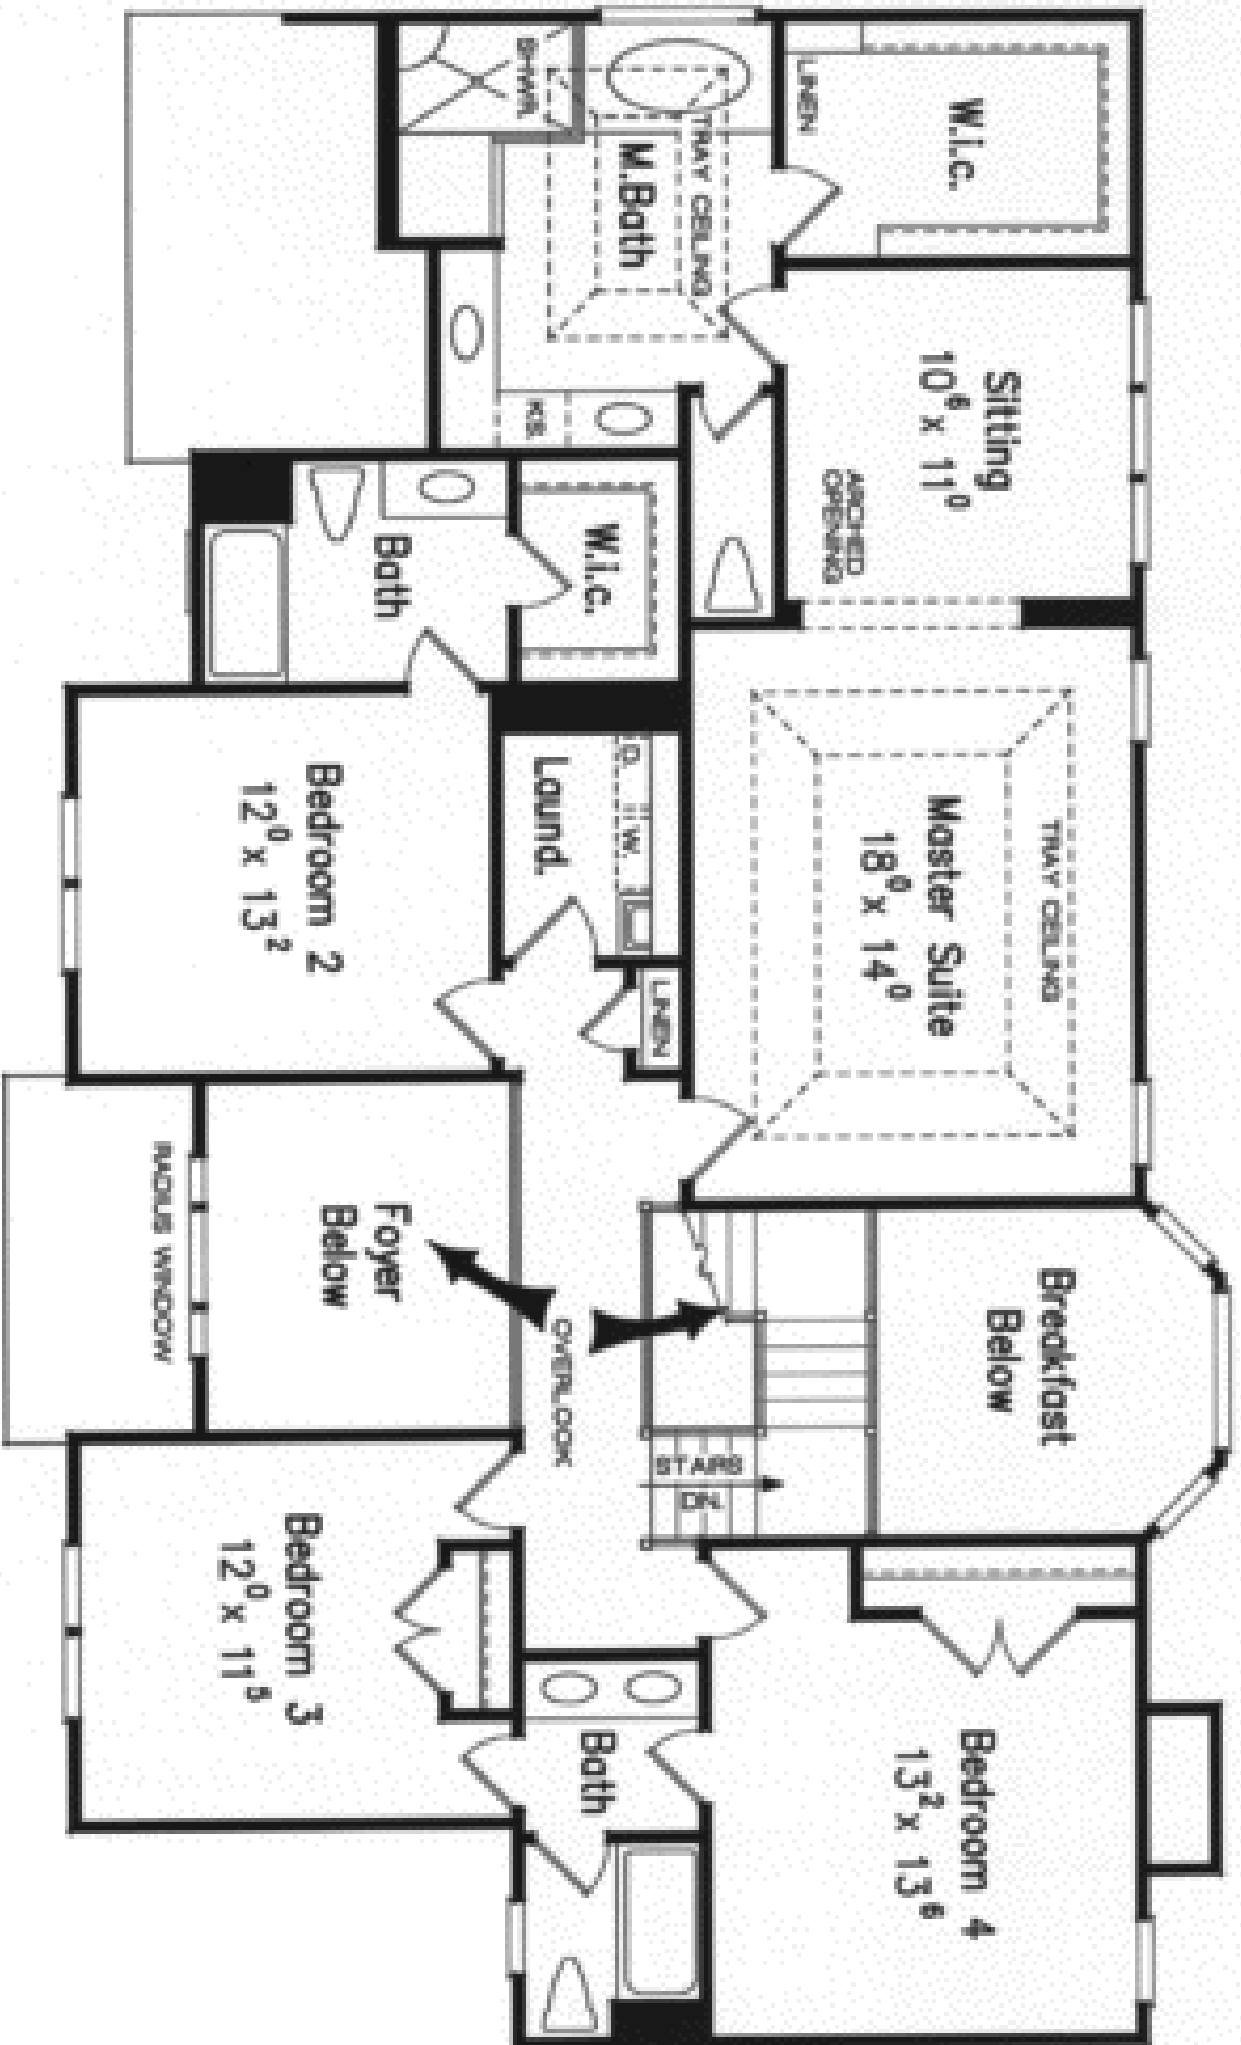 W.i.c.
LINEN
SHWR.
TRAY CEILING
M.Bath
Sitting
10⁶ x 11⁰
ARCHED
OPENING
KS.
W.i.c.
Bath
TRAY CEILING
Master Suite
18⁰ x 14⁰
D.
W.
Laund.
LINEN
Bedroom 2
12⁰ x 13²
Breakfast
Below
Foyer
Below
RADIUS WINDOW
OVERLOOK
STAIRS
DN.
Bedroom 4
13² x 13⁶
Bath
Bedroom 3
12⁰ x 11⁸